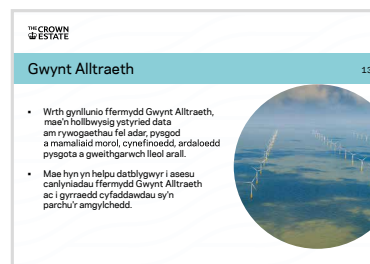 THE CROWN
ESTATE
Gwynt Alltraeth
13
• Wrth gynllunio ffermydd Gwynt Alltraeth,
mae'n hollbwysig ystyried data
am rywogaethau fel adar, pysgod
a mamaliaid morol, cynefinoedd, ardaloedd
pysgota a gweithgarwch lleol arall.
• Mae hyn yn helpu datblygwyr i asesu
canlyniadau ffermydd Gwynt Alltraeth
ac i gyrraedd cyfaddawdau sy'n
parchu'r amgylchedd.